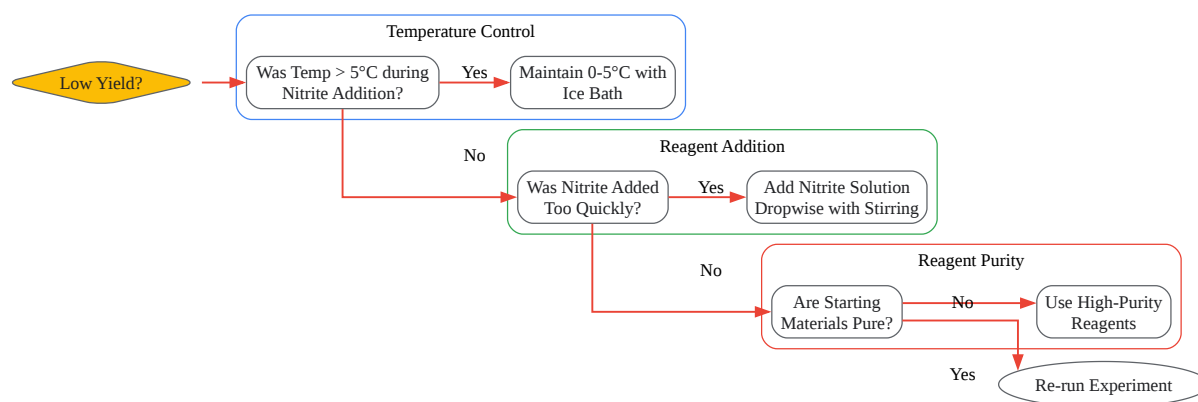 Temperature Control
Low Yield?
Was Temp > 5°C during
Nitrite Addition?
Yes
Maintain 0-5°C with
Ice Bath
No
Reagent Addition
Was Nitrite Added
Too Quickly?
Yes
Add Nitrite Solution
Dropwise with Stirring
No
Reagent Purity
Are Starting
Materials Pure?
No
Use High-Purity
Reagents
Yes
Re-run Experiment